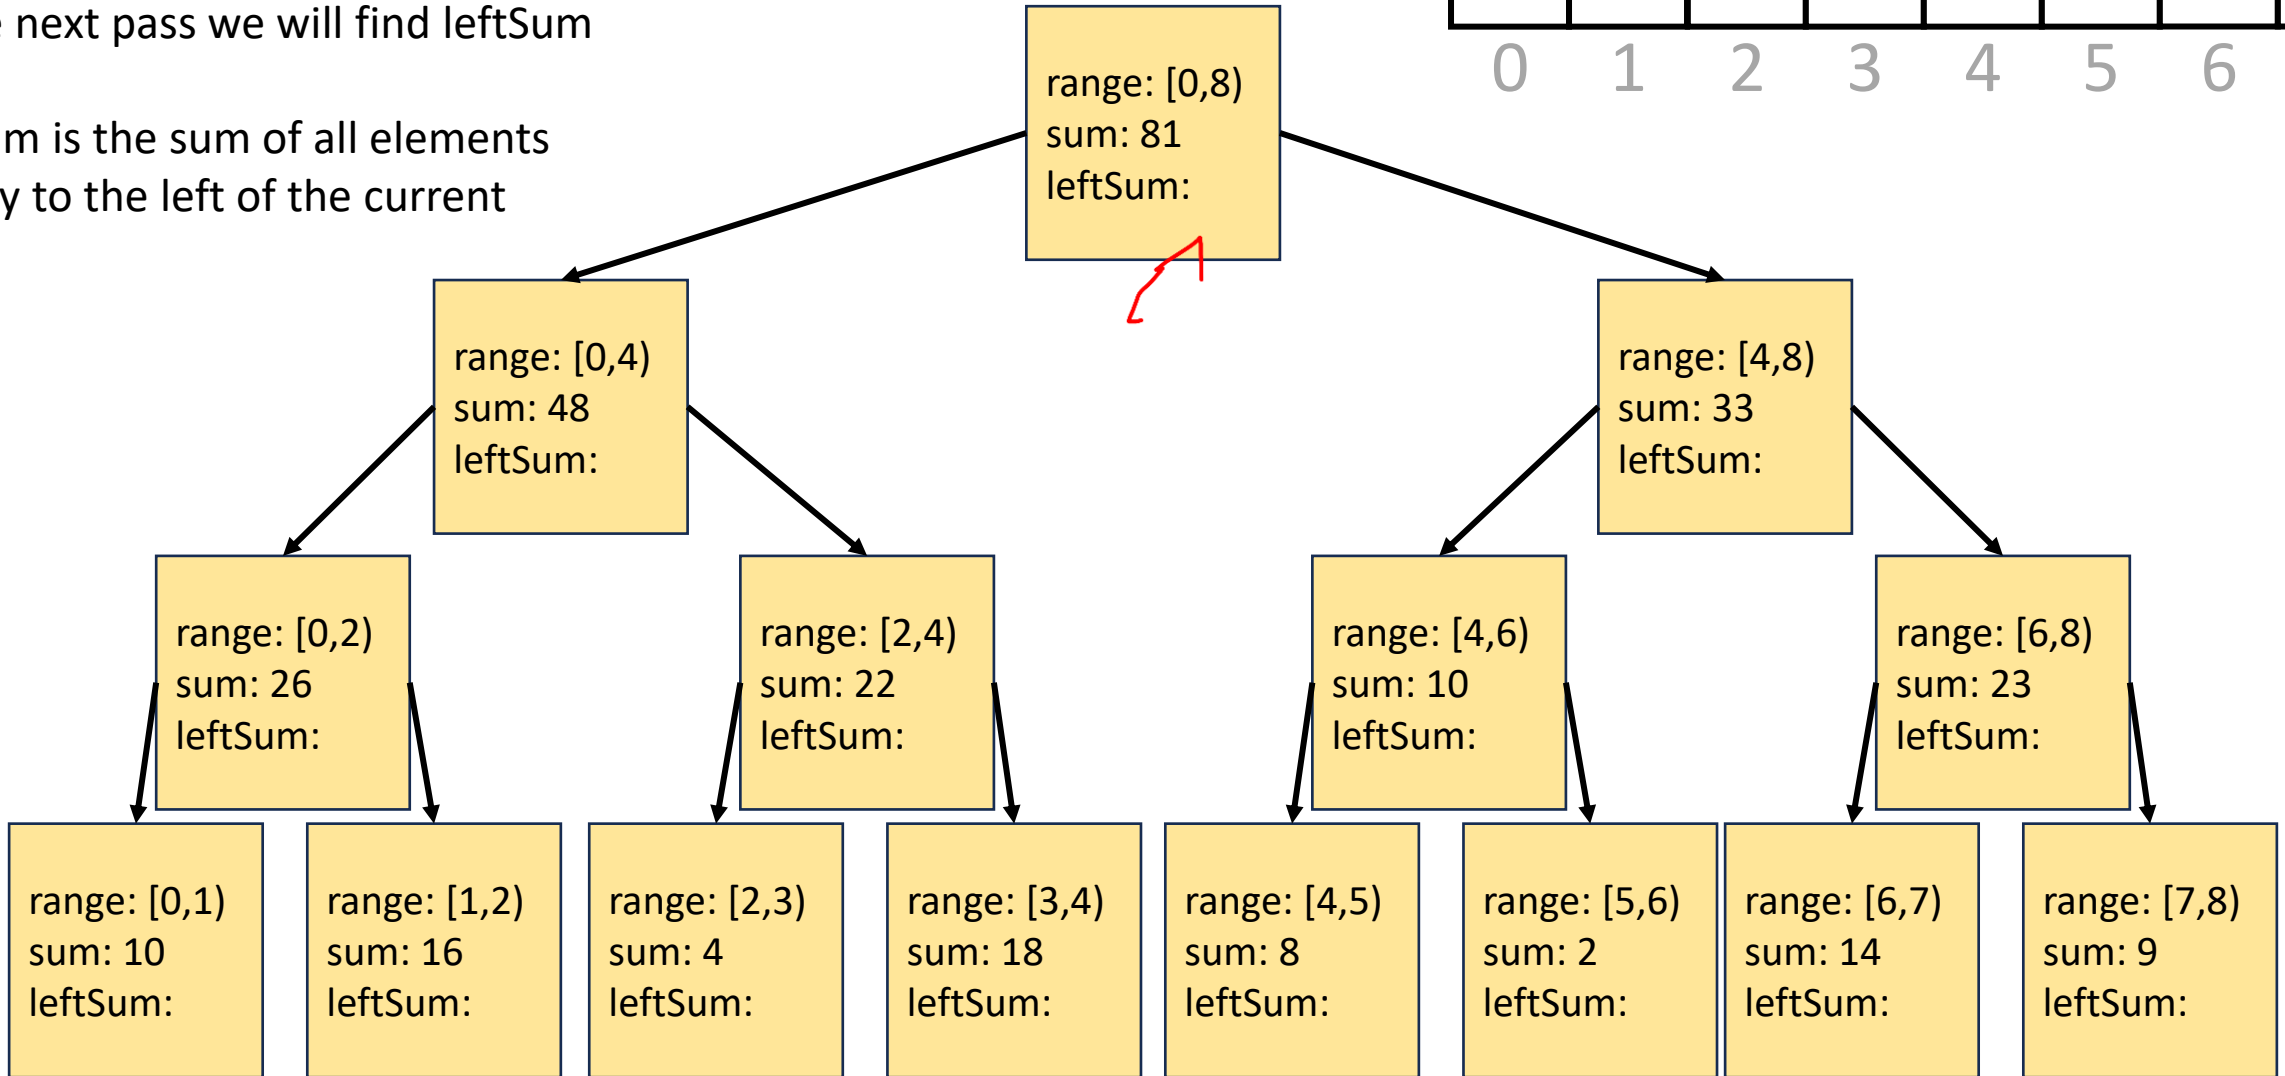 next pass we will find leftSum
is the sum of all elements
to the left of the current
0 1 2 3 4 5 6
range: [0,8)
sum: 81
leftSum:
range: [0,4)
sum: 48
leftSum:
range: [4,8)
sum: 33
leftSum:
range: [0,2)
sum: 26
leftSum:
range: [2,4)
sum: 22
leftSum:
range: [4,6)
sum: 10
leftSum:
range: [6,8)
sum: 23
leftSum:
range: [0,1)
sum: 10
leftSum:
range: [1,2)
sum: 16
leftSum:
range: [2,3)
sum: 4
leftSum:
range: [3,4)
sum: 18
leftSum:
range: [4,5)
sum: 8
leftSum:
range: [5,6)
sum: 2
leftSum:
range: [6,7)
sum: 14
leftSum:
range: [7,8)
sum: 9
leftSum: